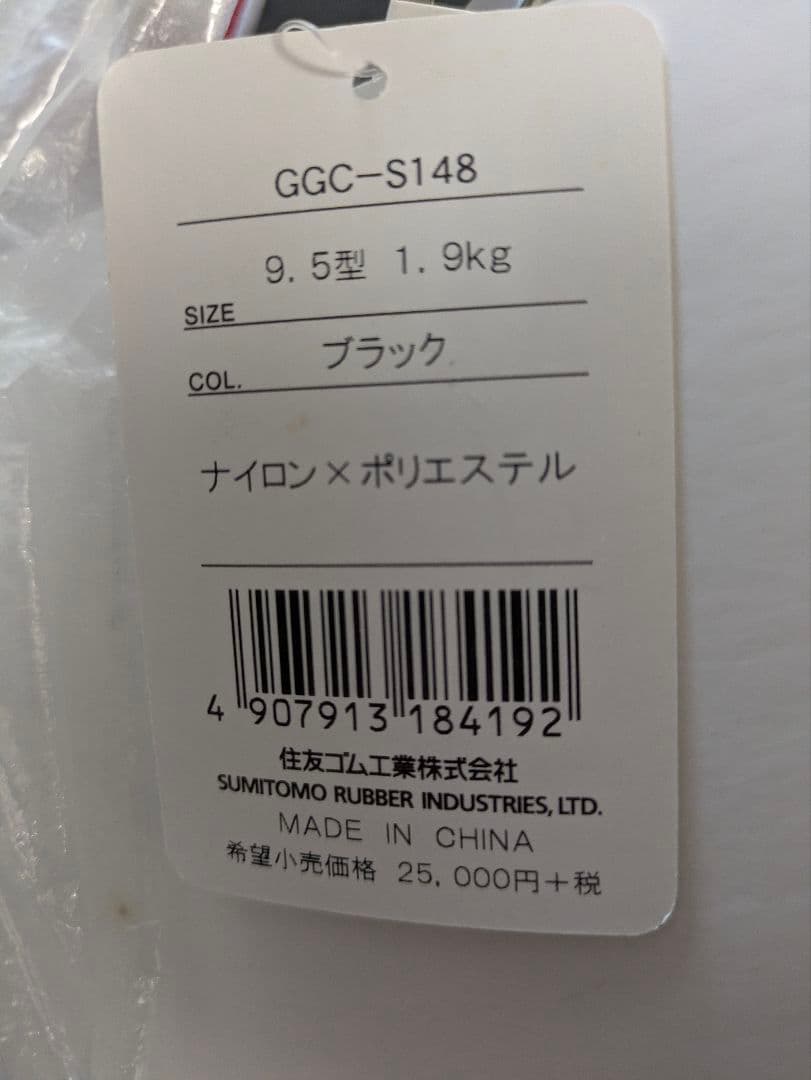 GGC-S148
9.5型 1.9kg
SIZE
ブラック
COL.
ナイロン×ポリエステル
4 907913 184192
住友ゴム工業株式会社
SUMITOMO RUBBER INDUSTRIES, LTD.
MADE IN CHINA
希望小売価格 25,000円+税